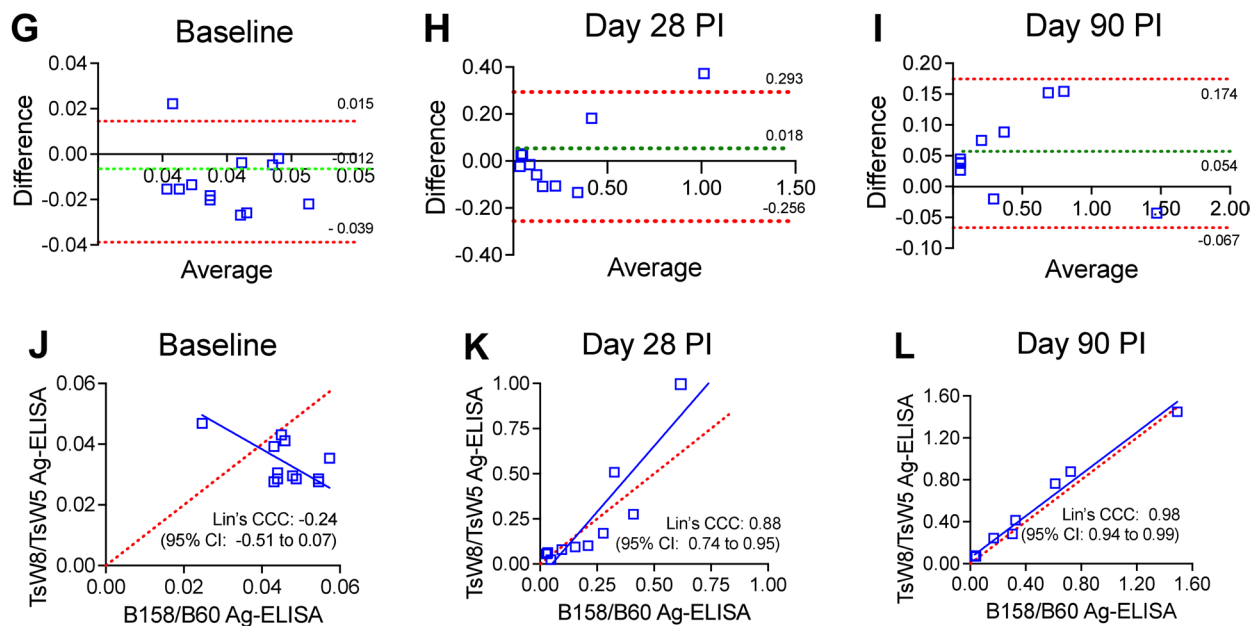 G
Baseline
0.04
0.02
0.00
-0.02
-0.04
Difference
0.04
0.04
0.05
0.05
0.015
-0.012
- 0.039
Average
H
Day 28 PI
0.40
0.20
0.00
-0.20
-0.40
Difference
0.50
1.00
1.50
0.293
0.018
-0.256
Average
I
Day 90 PI
0.20
0.15
0.10
0.05
0.00
-0.05
-0.10
Difference
0.50
1.00
1.50
2.00
0.174
0.054
-0.067
Average
J
Baseline
0.06
0.04
0.02
0.00
TsW8/TsW5 Ag-ELISA
Lin's CCC: -0.24
(95% CI: -0.51 to 0.07)
0.00
0.02
0.04
0.06
B158/B60 Ag-ELISA
K
Day 28 PI
1.00
0.75
0.50
0.25
0.00
TsW8/TsW5 Ag-ELISA
Lin's CCC: 0.88
(95% CI: 0.74 to 0.95)
0.00
0.25
0.50
0.75
1.00
B158/B60 Ag-ELISA
L
Day 90 PI
1.60
1.20
0.80
0.40
0.00
TsW8/TsW5 Ag-ELISA
Lin's CCC: 0.98
(95% CI: 0.94 to 0.99)
0.00
0.40
0.80
1.20
1.60
B158/B60 Ag-ELISA